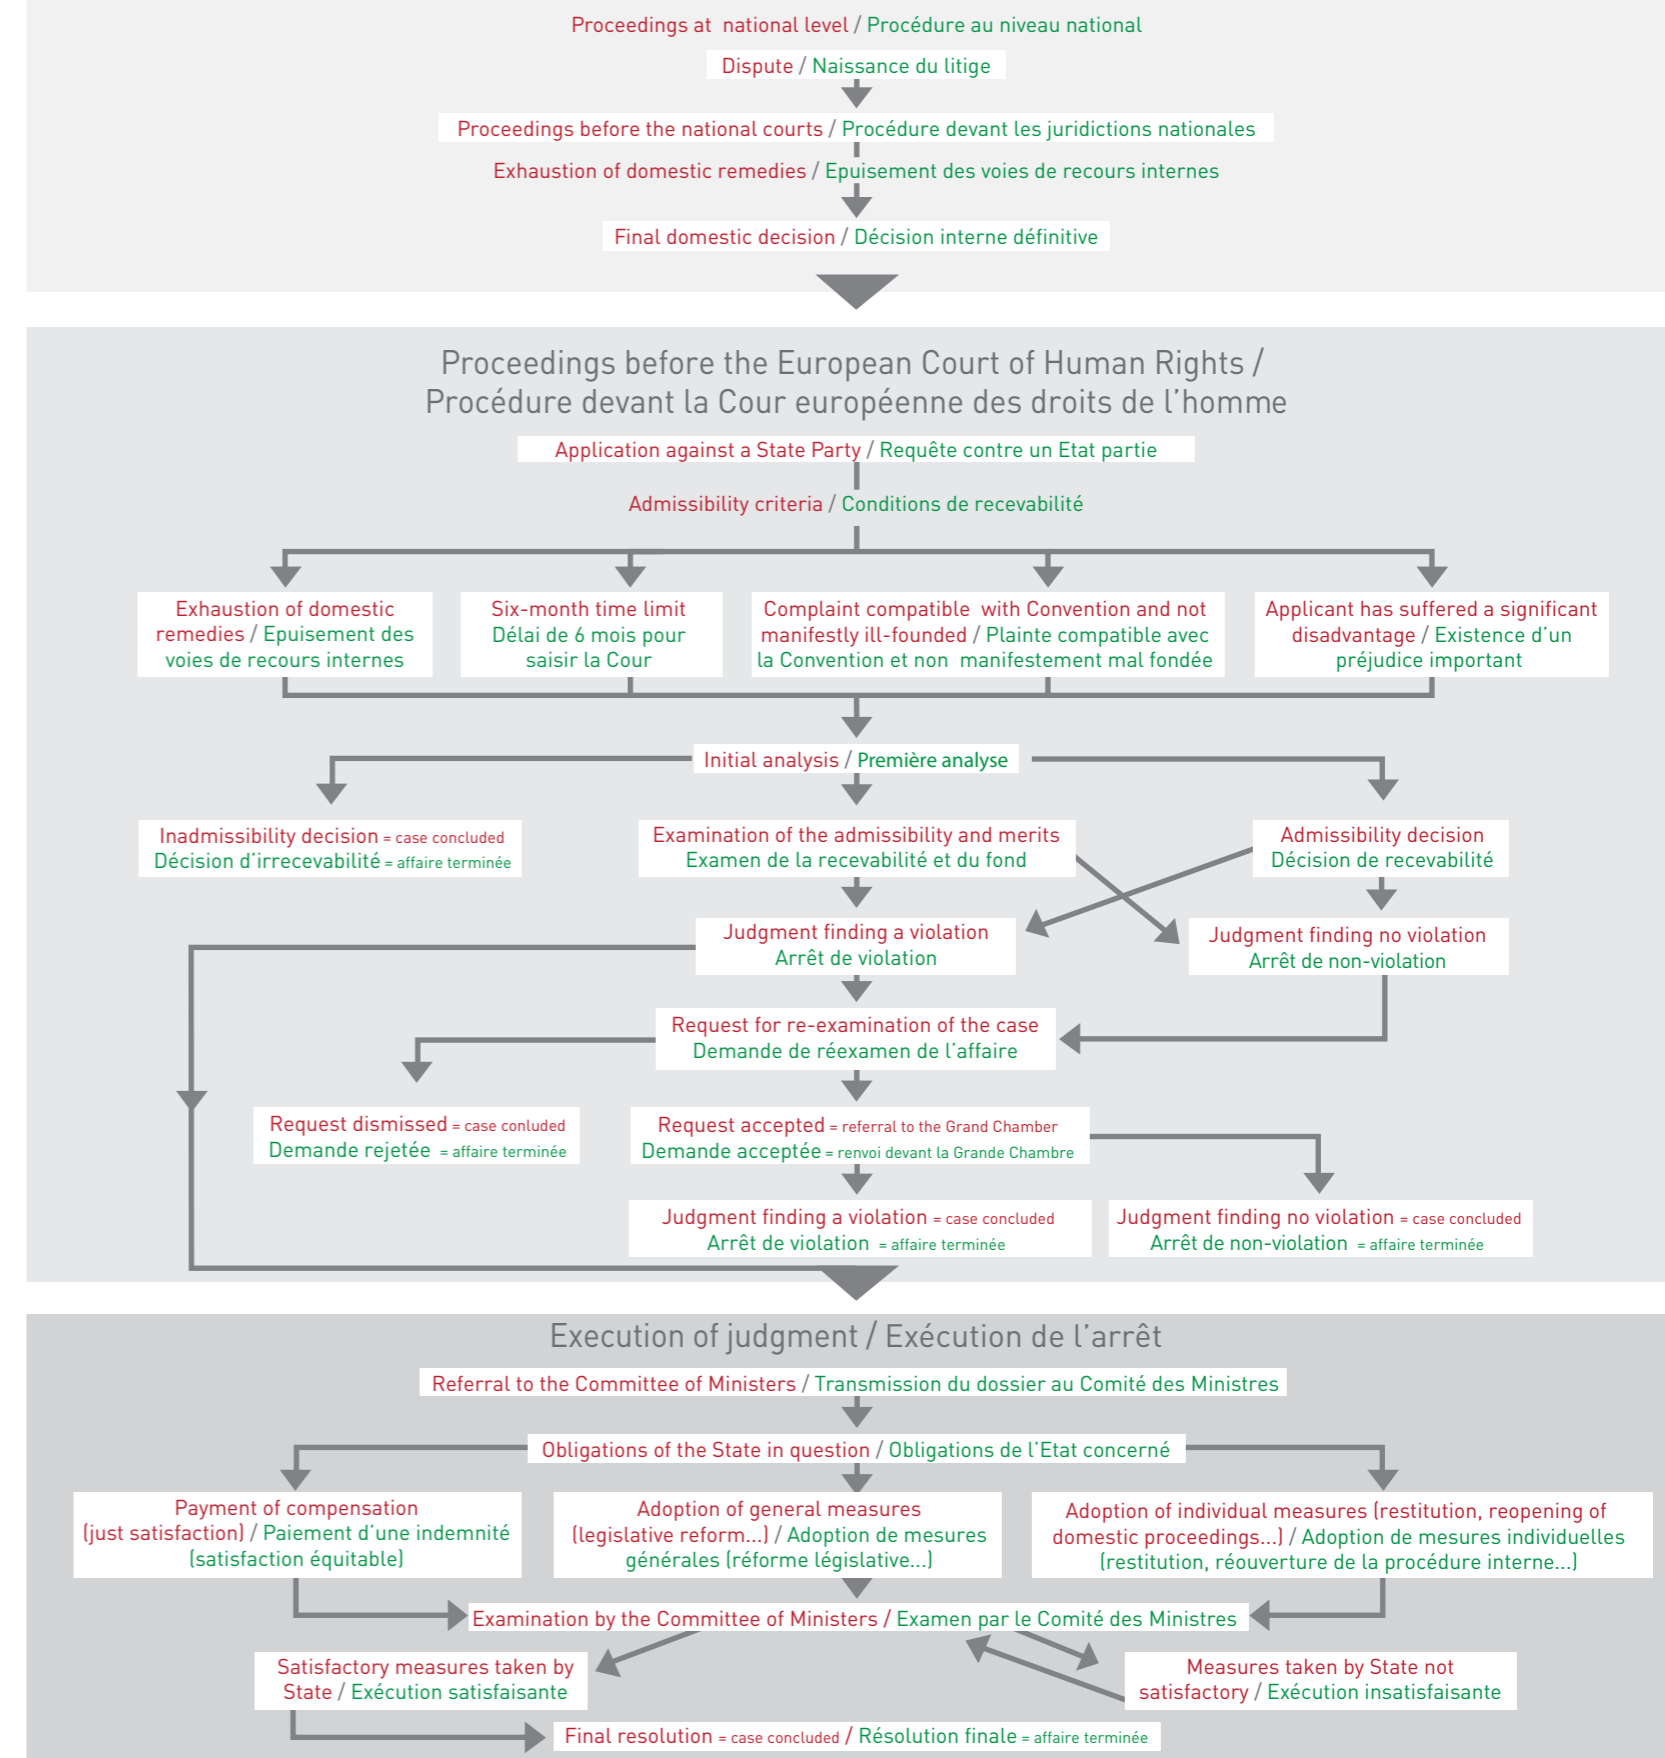 Proceedings at national level / Procédure au niveau national
Dispute / Naissance du litige
Proceedings before the national courts / Procédure devant les juridictions nationales
Exhaustion of domestic remedies / Epuisement des voies de recours internes
Final domestic decision / Décision interne définitive
Proceedings before the European Court of Human Rights /
Procédure devant la Cour européenne des droits de l'homme
Application against a State Party / Requête contre un Etat partie
Admissibility criteria / Conditions de recevabilité
Exhaustion of domestic
remedies / Epuisement des
voies de recours internes
Six-month time limit
Délai de 6 mois pour
saisir la Cour
Complaint compatible with Convention and not
manifestly ill-founded / Plainte compatible avec
la Convention et non manifestement mal fondée
Applicant has suffered a significant
disadvantage / Existence d'un
préjudice important
Initial analysis / Première analyse
Inadmissibility decision = case concluded
Décision d'irrecevabilité = affaire terminée
Examination of the admissibility and merits
Examen de la recevabilité et du fond
Admissibility decision
Décision de recevabilité
Judgment finding a violation
Arrêt de violation
Judgment finding no violation
Arrêt de non-violation
Request for re-examination of the case
Demande de réexamen de l'affaire
Request dismissed = case conluded
Demande rejetée = affaire terminée
Request accepted = referral to the Grand Chamber
Demande acceptée = renvoi devant la Grande Chambre
Judgment finding a violation = case concluded
Arrêt de violation = affaire terminée
Judgment finding no violation = case concluded
Arrêt de non-violation = affaire terminée
Execution of judgment / Exécution de l'arrêt
Referral to the Committee of Ministers / Transmission du dossier au Comité des Ministres
Obligations of the State in question / Obligations de l'Etat concerné
Payment of compensation
(just satisfaction) / Paiement d'une indemnité
(satisfaction équitable)
Adoption of general measures
(legislative reform...) / Adoption de mesures
générales (réforme législative...)
Adoption of individual measures (restitution, reopening of
domestic proceedings...) / Adoption de mesures individuelles
(restitution, réouverture de la procédure interne...)
Examination by the Committee of Ministers / Examen par le Comité des Ministres
Satisfactory measures taken by
State / Exécution satisfaisante
Measures taken by State not
satisfactory / Exécution insatisfaisante
Final resolution = case concluded / Résolution finale = affaire terminée